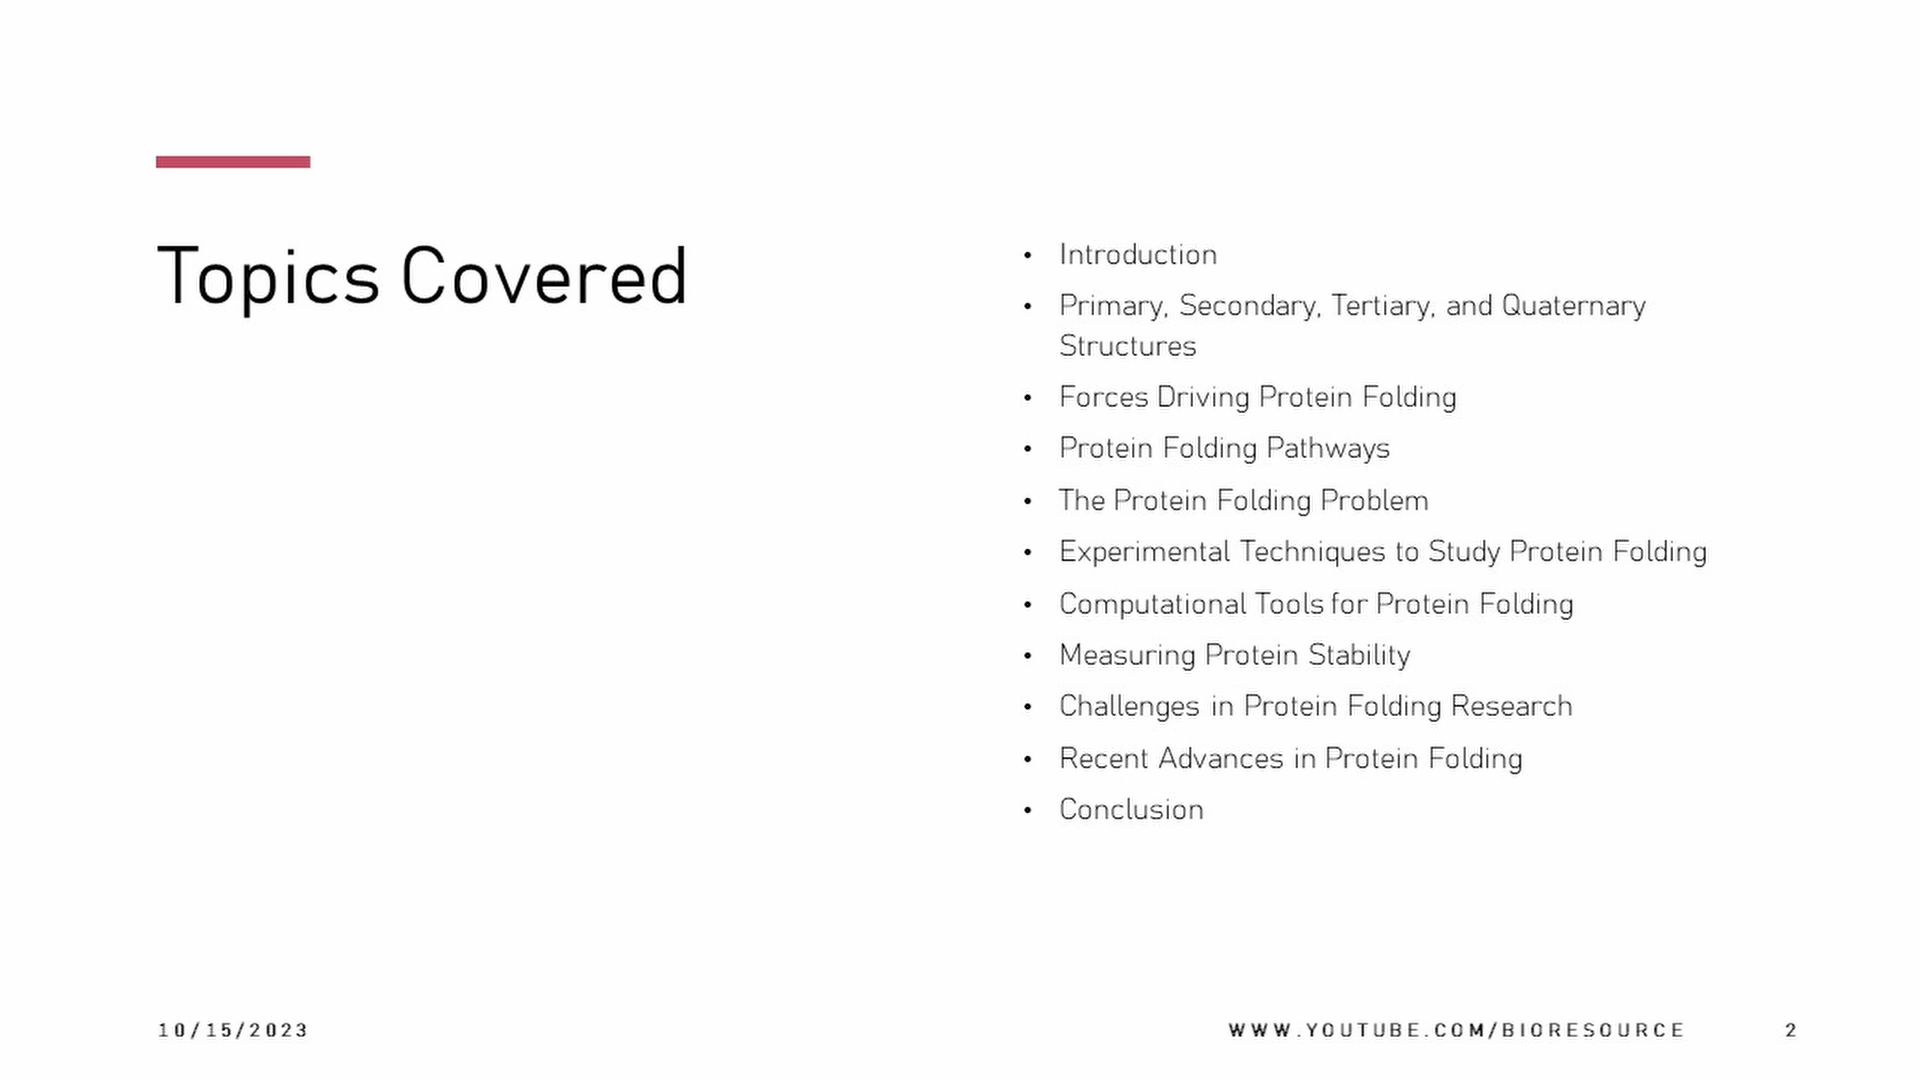 Topics Covered
• Introduction
• Primary, Secondary, Tertiary, and Quaternary
Structures
• Forces Driving Protein Folding
• Protein Folding Pathways
• The Protein Folding Problem
• Experimental Techniques to Study Protein Folding
• Computational Tools for Protein Folding
• Measuring Protein Stability
• Challenges in Protein Folding Research
• Recent Advances in Protein Folding
• Conclusion
10/15/2023
WWW.YOUTUBE.COM/BIORESOURCE
2